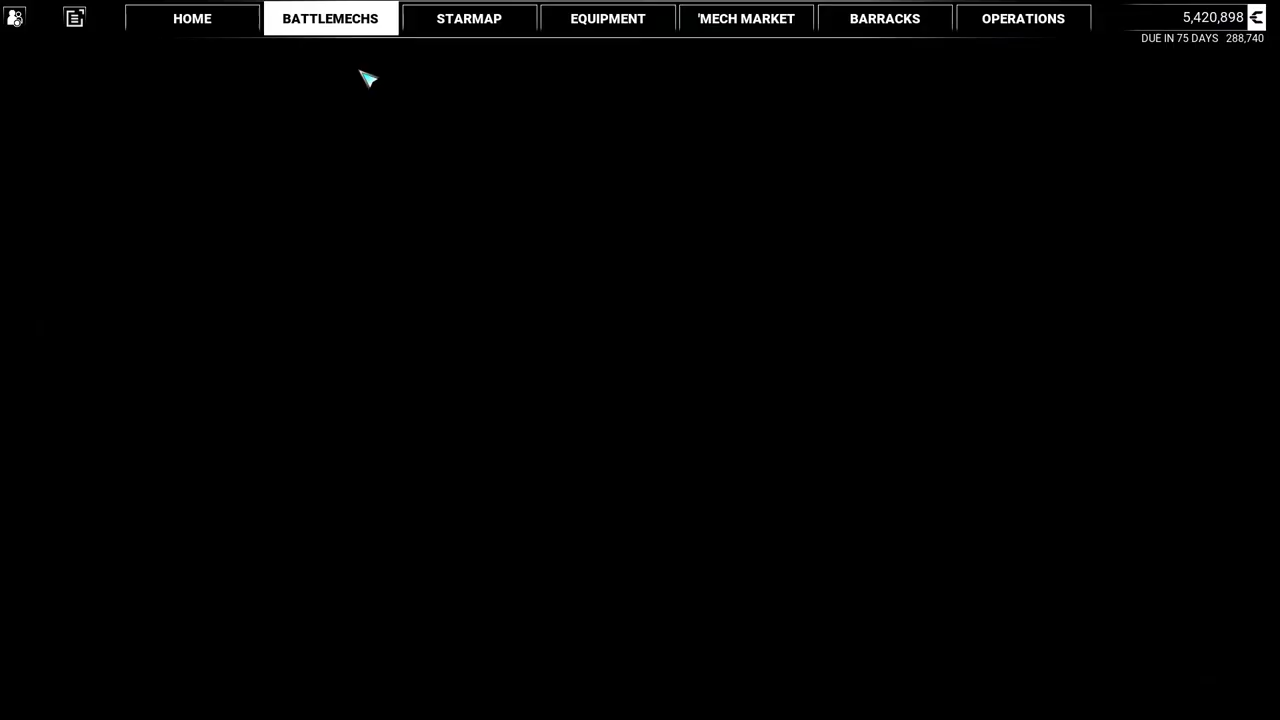 HOME
BATTLEMECHS
STARMAP
EQUIPMENT
'MECH MARKET
BARRACKS
OPERATIONS
5,420,898
DUE IN 75 DAYS 288,740